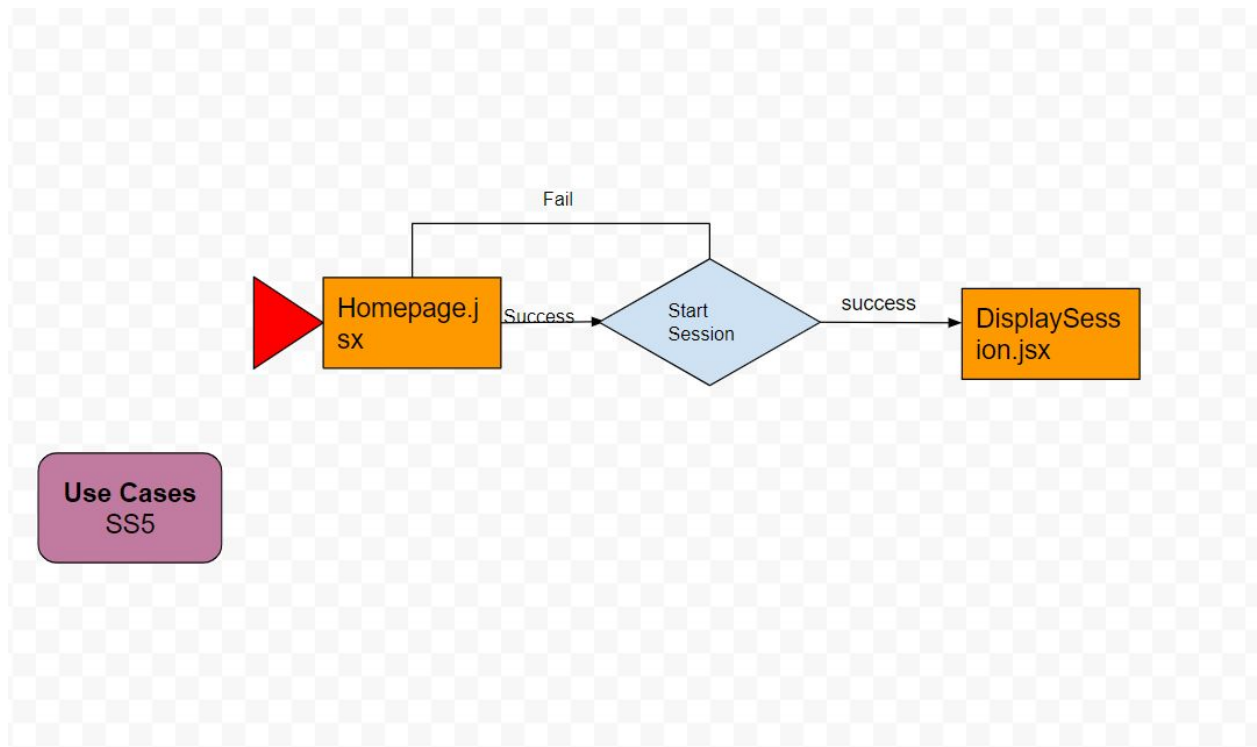 Fail
Homepage.j
sx
Success
Start
Session
success
DisplaySess
ion.jsx
Use Cases
SS5